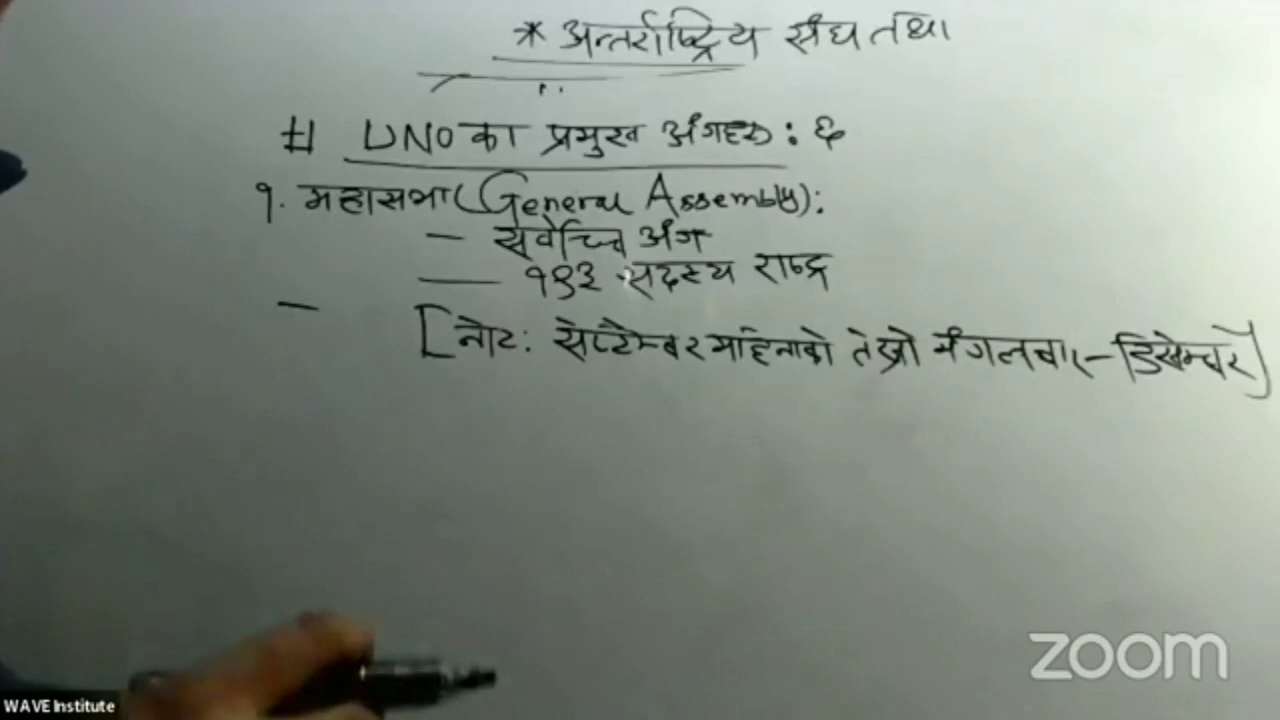 * अन्तर्राष्ट्रिय संघ तथा
# UNO का प्रमुख अंगहरु : ६
१. महासभा (General Assembly):
— सर्वोच्च अंग
— १९३ सदस्य राष्ट्र
—
[नोट: सेप्टेम्बर महिनाको तेस्रो मंगलबार – डिसेम्बर]
zoom
WAVE Institute